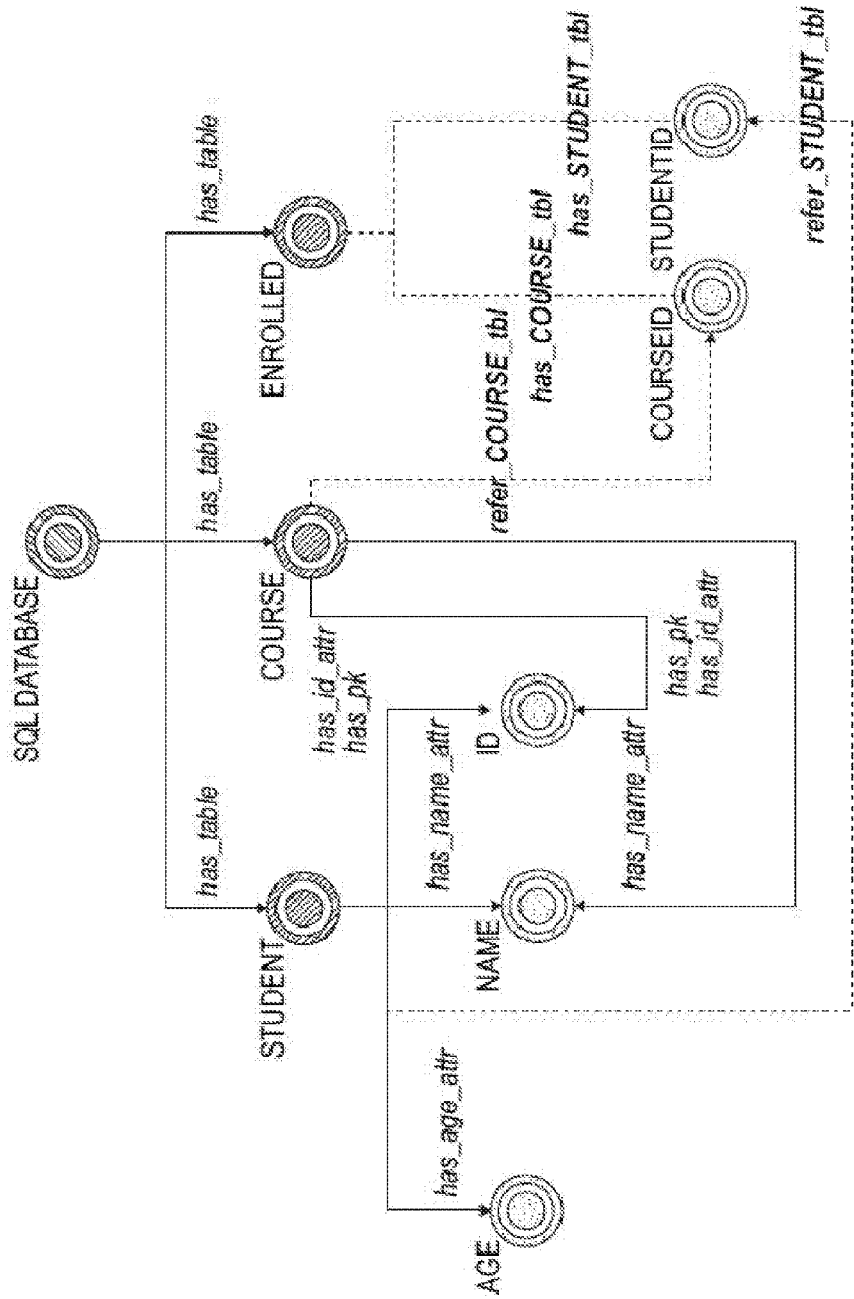 SQL DATABASE
has_table
has_table
has_table
STUDENT
COURSE
ENROLLED
has_id_attr
has_pk
has_age_attr
has_name_attr
refer_COURSE_tbl
has_COURSE_tbl
has_STUDENT_tbl
AGE
NAME
ID
COURSEID
STUDENTID
has_name_attr
has_pk
has_id_attr
refer_STUDENT_tbl